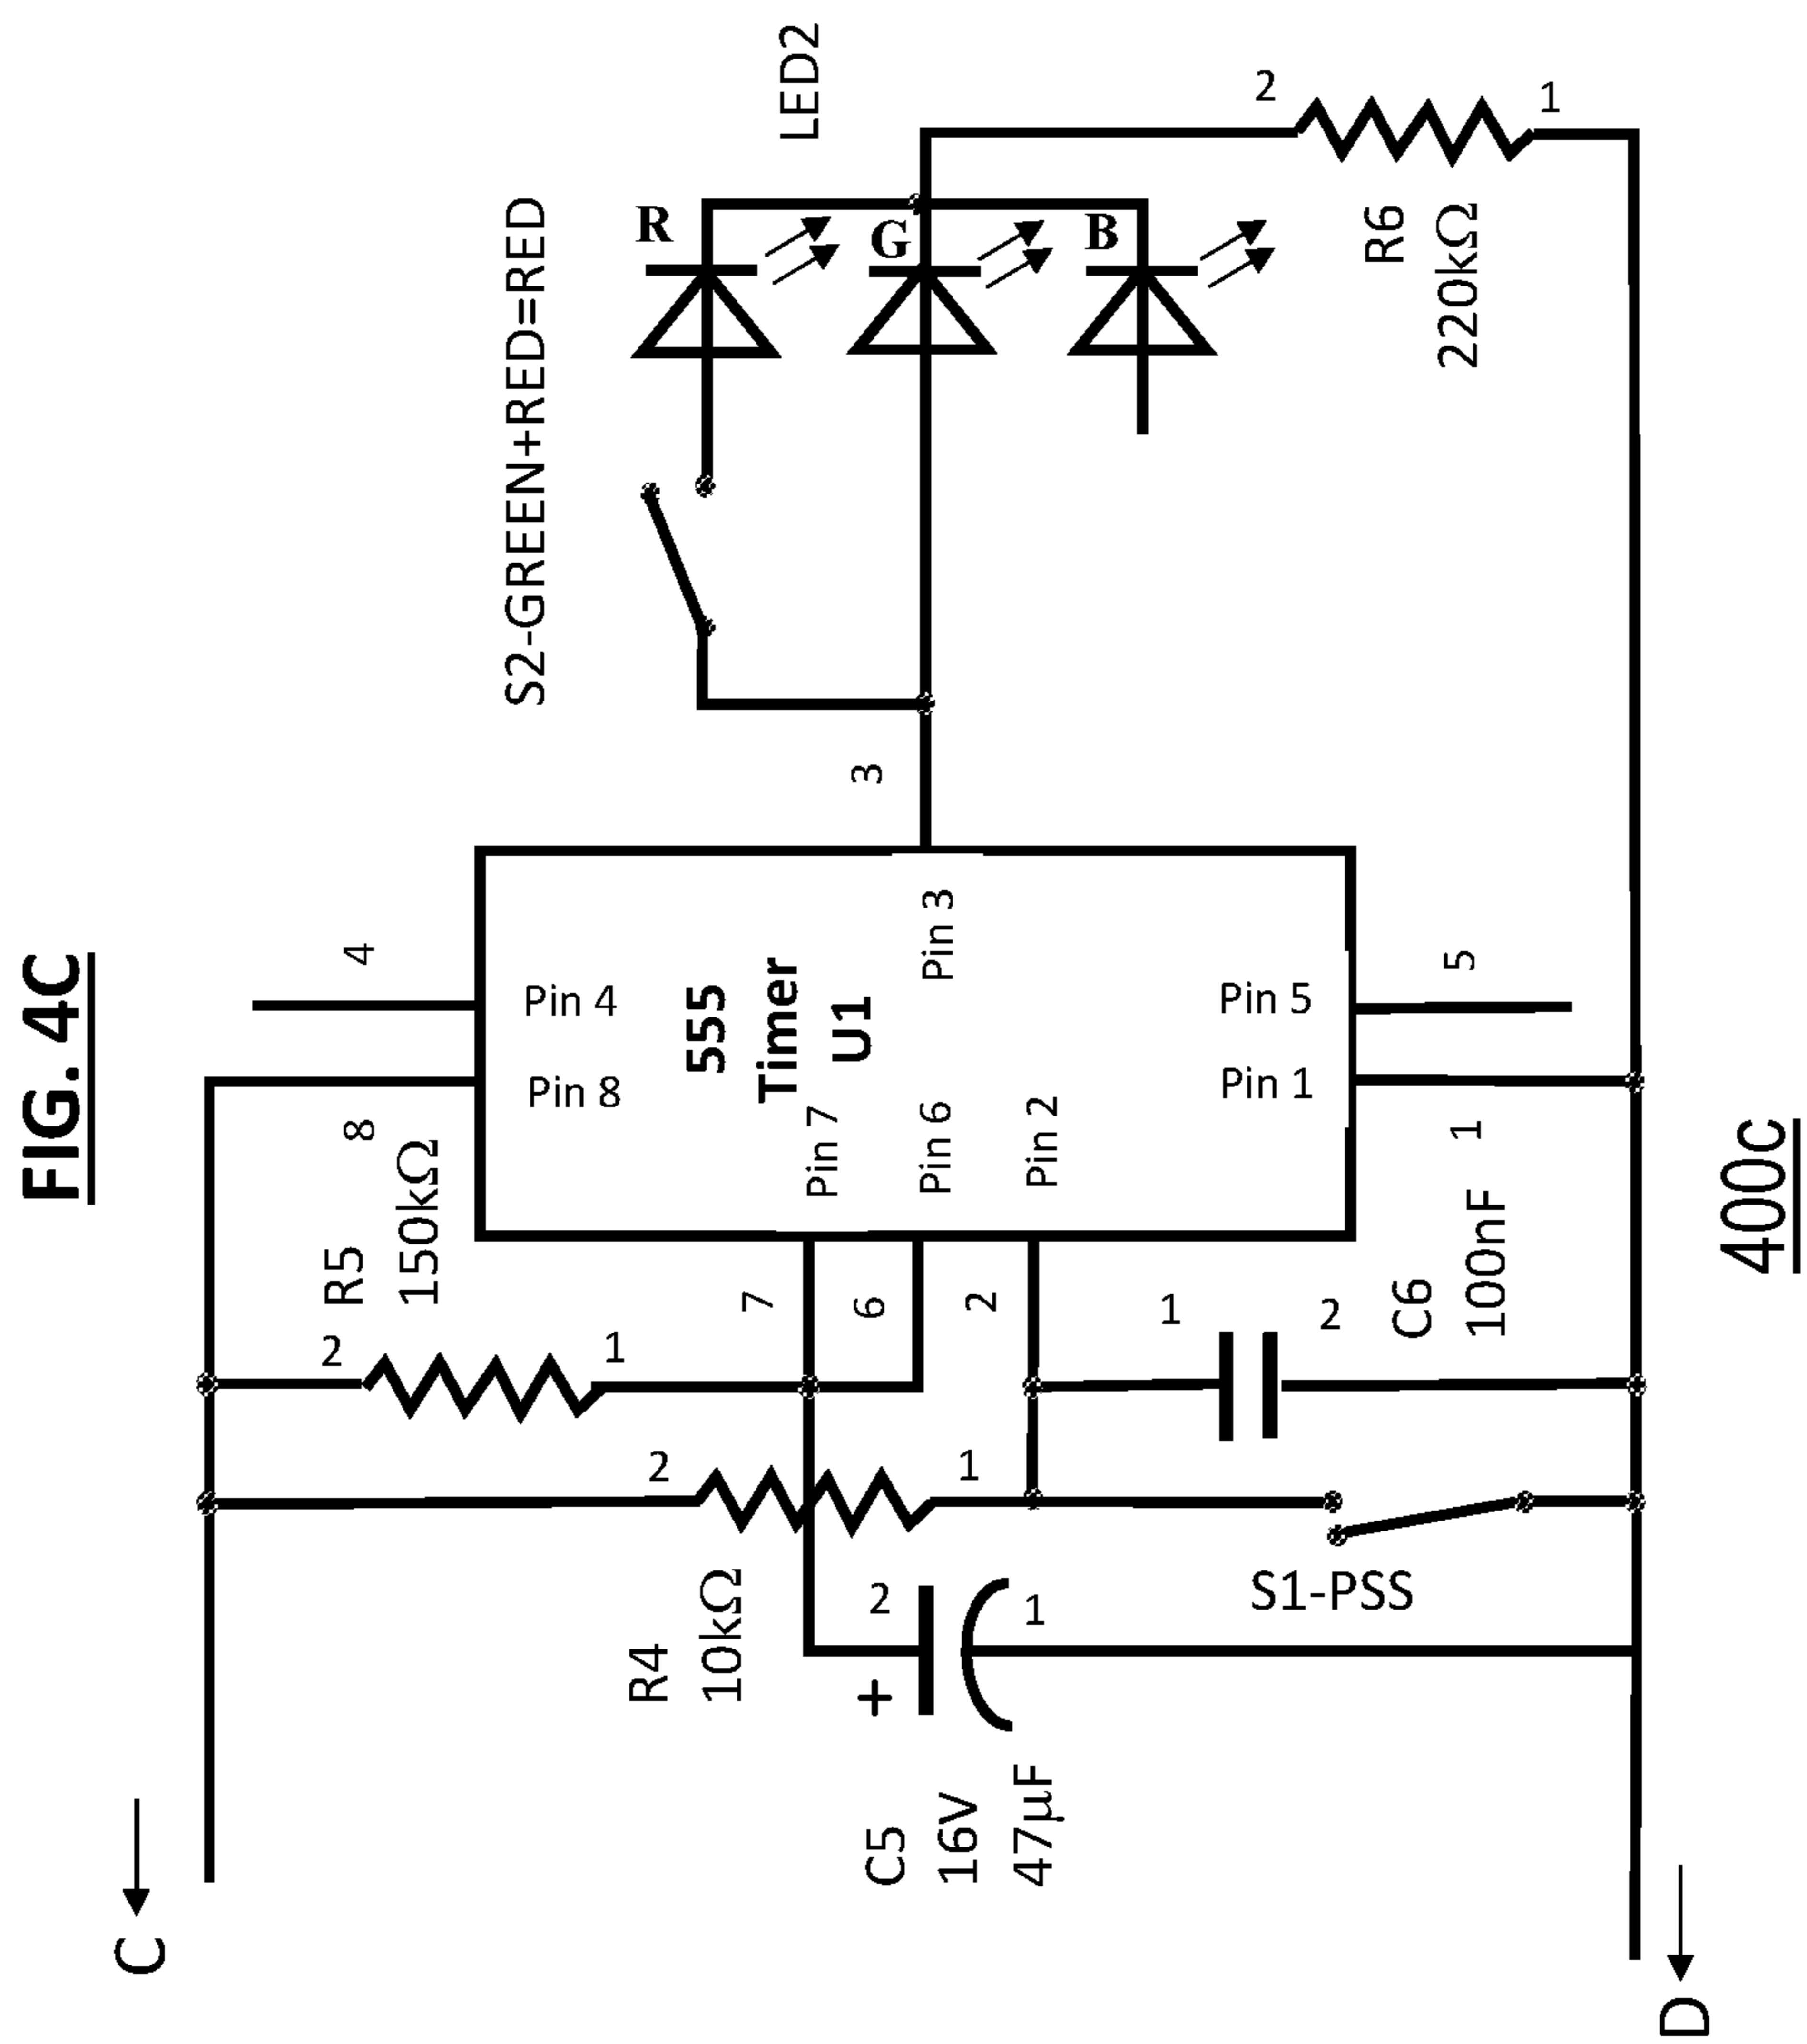 FIG. 4C
C
D
400c
R5
150kΩ
2
1
R4
10kΩ
2
1
C5
16V
47µF
+
2
1
S1-PSS
C6
100nF
1
2
8
4
7
6
2
3
1
5
Pin 8
Pin 4
Pin 7
Pin 6
Pin 2
Pin 3
Pin 1
Pin 5
555
Timer
U1
S2-GREEN+RED=RED
LED2
R
G
B
R6
220kΩ
2
1